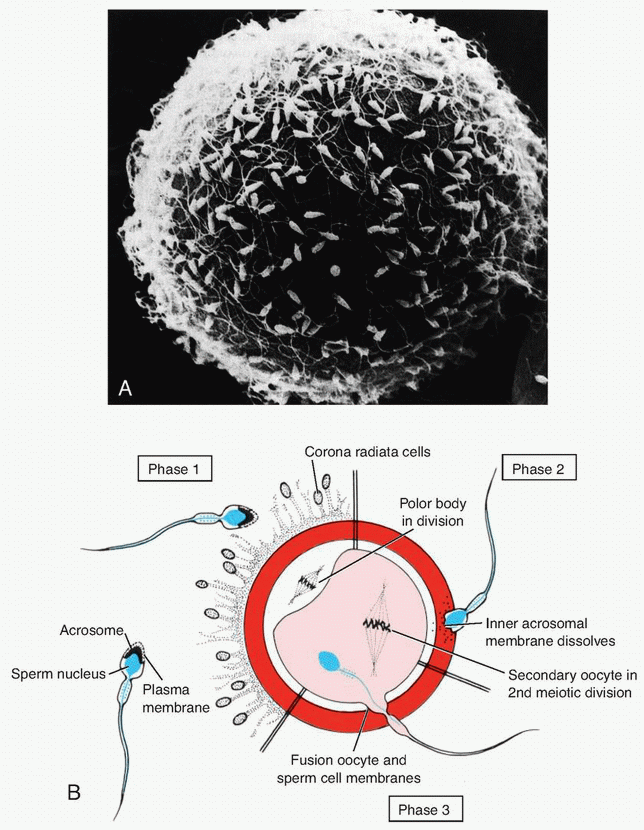 A
Corona radiata cells
Phase 1
Phase 2
Polor body
in division
Acrosome
Sperm nucleus
Plasma
membrane
Inner acrosomal
membrane dissolves
Secondary oocyte in
2nd meiotic division
Fusion oocyte and
sperm cell membranes
B
Phase 3